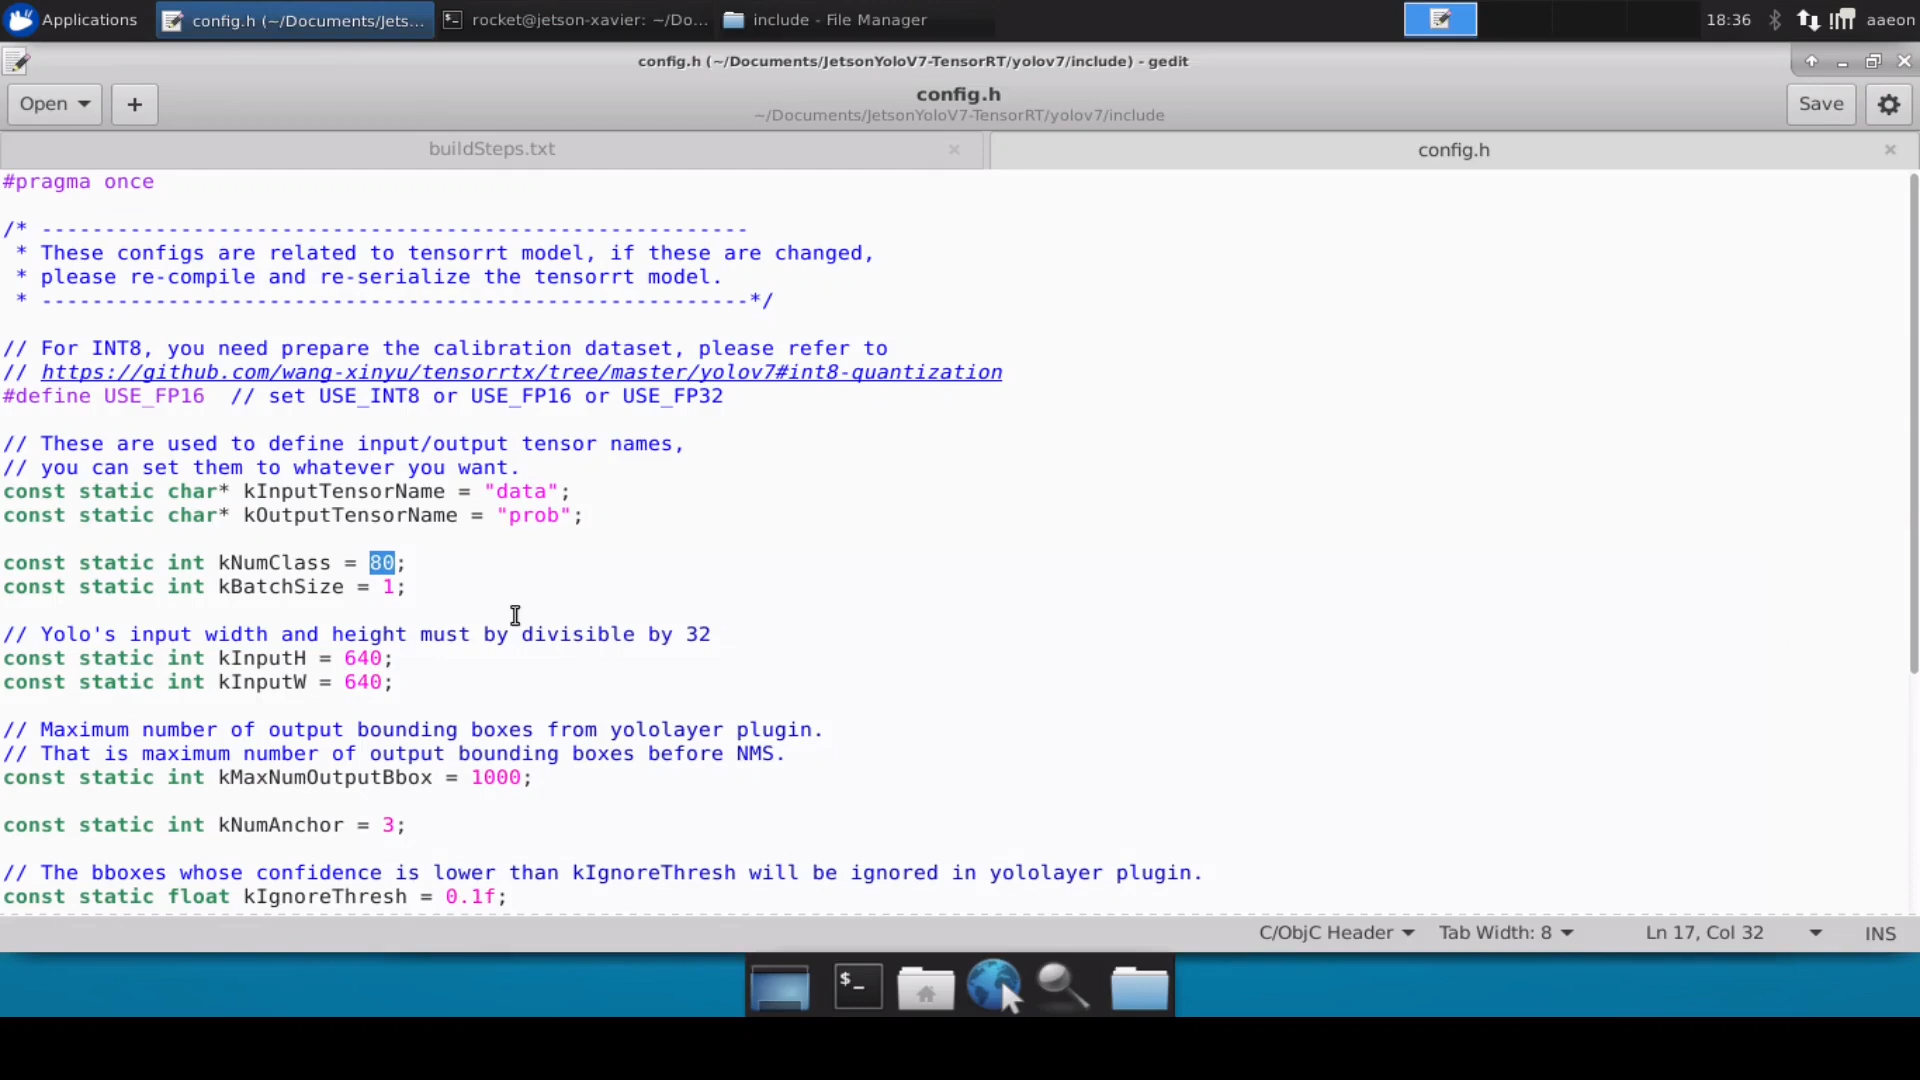 Applications
config.h (~/Documents/Jets...
rocket@jetson-xavier: ~/Do...
include - File Manager
18:36
aaeon
config.h (~/Documents/JetsonYoloV7-TensorRT/yolov7/include) - gedit
Open
+
config.h
~/Documents/JetsonYoloV7-TensorRT/yolov7/include
Save
buildSteps.txt
config.h
#pragma once
/* --------------------------------------------------------
 * These configs are related to tensorrt model, if these are changed,
 * please re-compile and re-serialize the tensorrt model.
 * --------------------------------------------------------*/
// For INT8, you need prepare the calibration dataset, please refer to
// https://github.com/wang-xinyu/tensorrtx/tree/master/yolov7#int8-quantization
#define USE_FP16  // set USE_INT8 or USE_FP16 or USE_FP32
// These are used to define input/output tensor names,
// you can set them to whatever you want.
const static char* kInputTensorName = "data";
const static char* kOutputTensorName = "prob";
const static int kNumClass = 80;
const static int kBatchSize = 1;
// Yolo's input width and height must by divisible by 32
const static int kInputH = 640;
const static int kInputW = 640;
// Maximum number of output bounding boxes from yololayer plugin.
// That is maximum number of output bounding boxes before NMS.
const static int kMaxNumOutputBbox = 1000;
const static int kNumAnchor = 3;
// The bboxes whose confidence is lower than kIgnoreThresh will be ignored in yololayer plugin.
const static float kIgnoreThresh = 0.1f;
C/ObjC Header
Tab Width: 8
Ln 17, Col 32
INS
$_